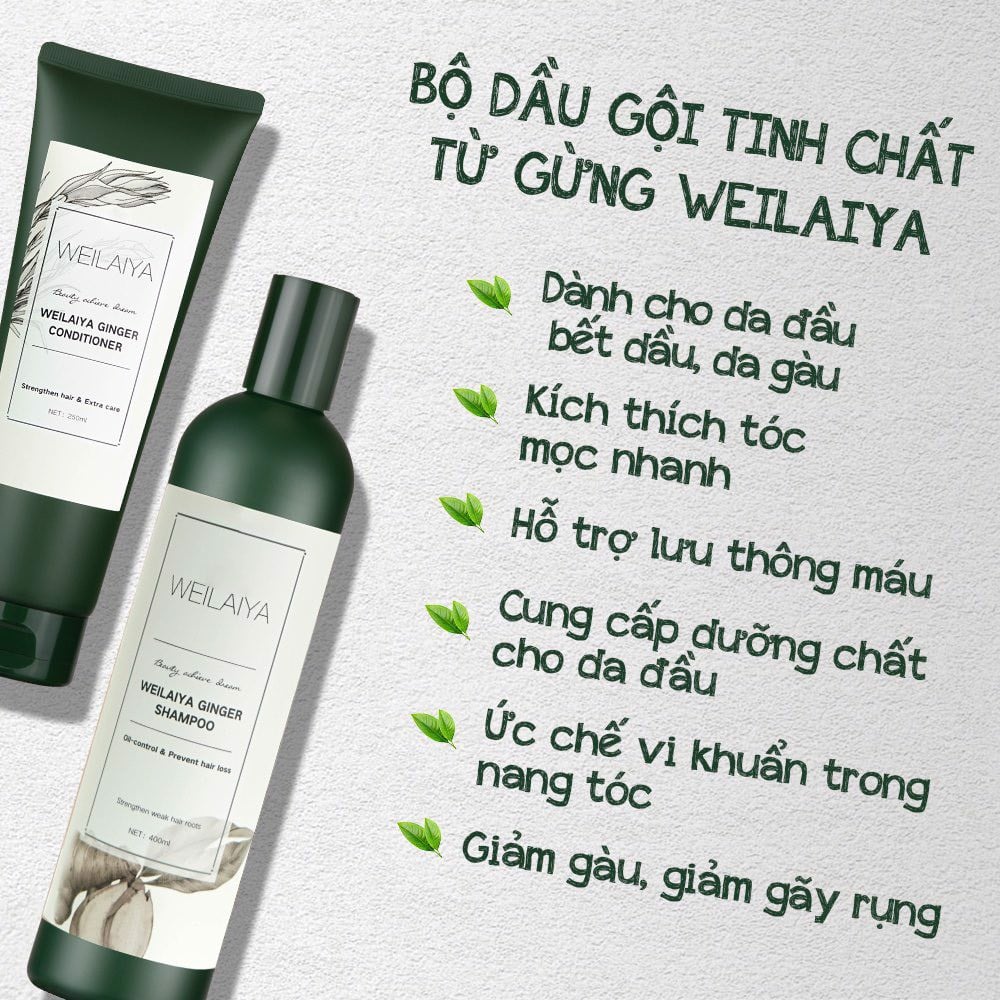 BỘ DẦU GỘI TINH CHẤT
TỪ GỪNG WEILAIYA
Dành cho da đầu
bết dầu, da gàu
Kích thích tóc
mọc nhanh
Hỗ trợ lưu thông máu
Cung cấp dưỡng chất
cho da đầu
Ức chế vi khuẩn trong
nang tóc
Giảm gàu, giảm gãy rụng
WEILAIYA
Beauty achieve dream
WEILAIYA GINGER
CONDITIONER
Strengthen hair & Extra care
NET: 250ml
WEILAIYA
Beauty achieve dream
WEILAIYA GINGER
SHAMPOO
Oil-control & Prevent hair loss
Strengthen weak hair roots
NET: 400ml